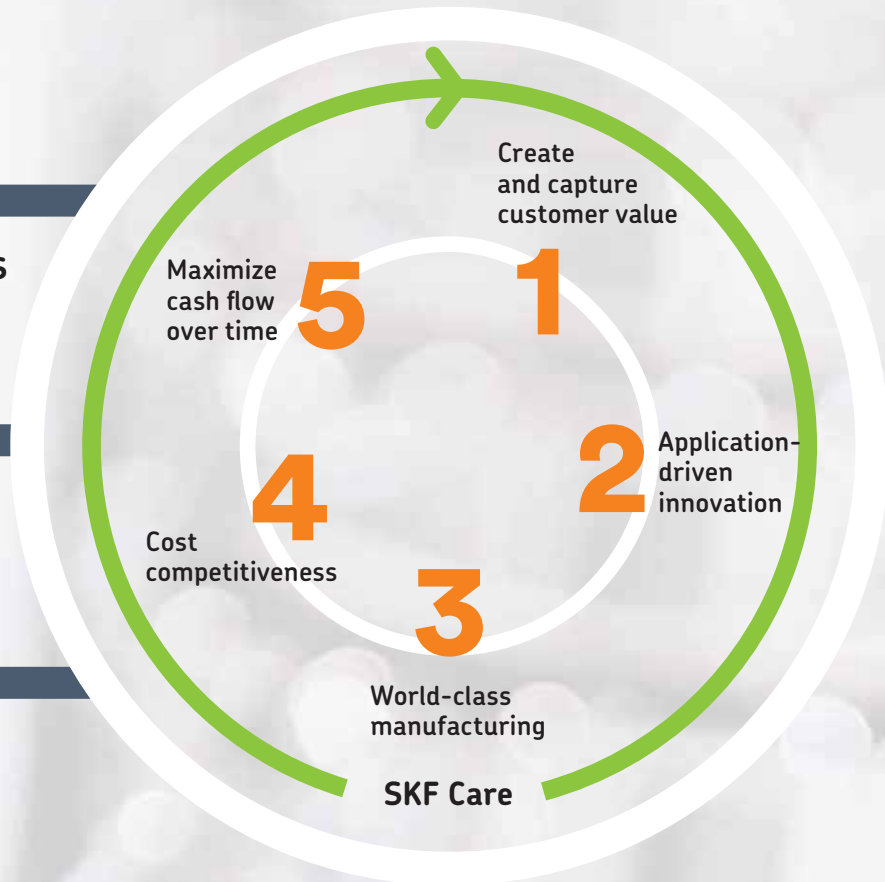 Create
and capture
customer value
1
Maximize
cash flow
over time
5
2
Application-
driven
innovation
4
Cost
competitiveness
3
World-class
manufacturing
SKF Care